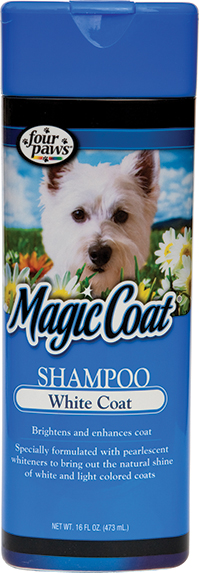 four
paws
Magic Coat
SHAMPOO
White Coat
Brightens and enhances coat
Specially formulated with pearlescent
whiteners to bring out the natural shine
of white and light colored coats
NET WT. 16 FL OZ. (473 mL.)